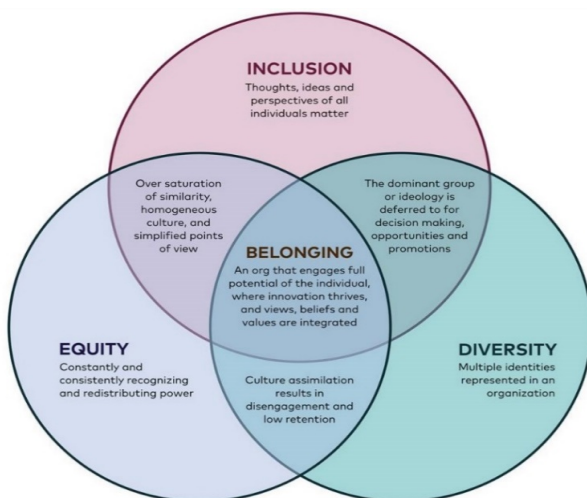 INCLUSION
Thoughts, ideas and
perspectives of all
individuals matter
Over saturation
of similarity,
homogeneous
culture, and
simplified points
of view
The dominant group
or ideology is
deferred to for
decision making,
opportunities and
promotions
BELONGING
An org that engages full
potential of the individual,
where innovation thrives,
and views, beliefs and
values are integrated
EQUITY
Constantly and
consistently recognizing
and redistributing power
DIVERSITY
Multiple identities
represented in an
organization
Culture assimilation
results in
disengagement and
low retention